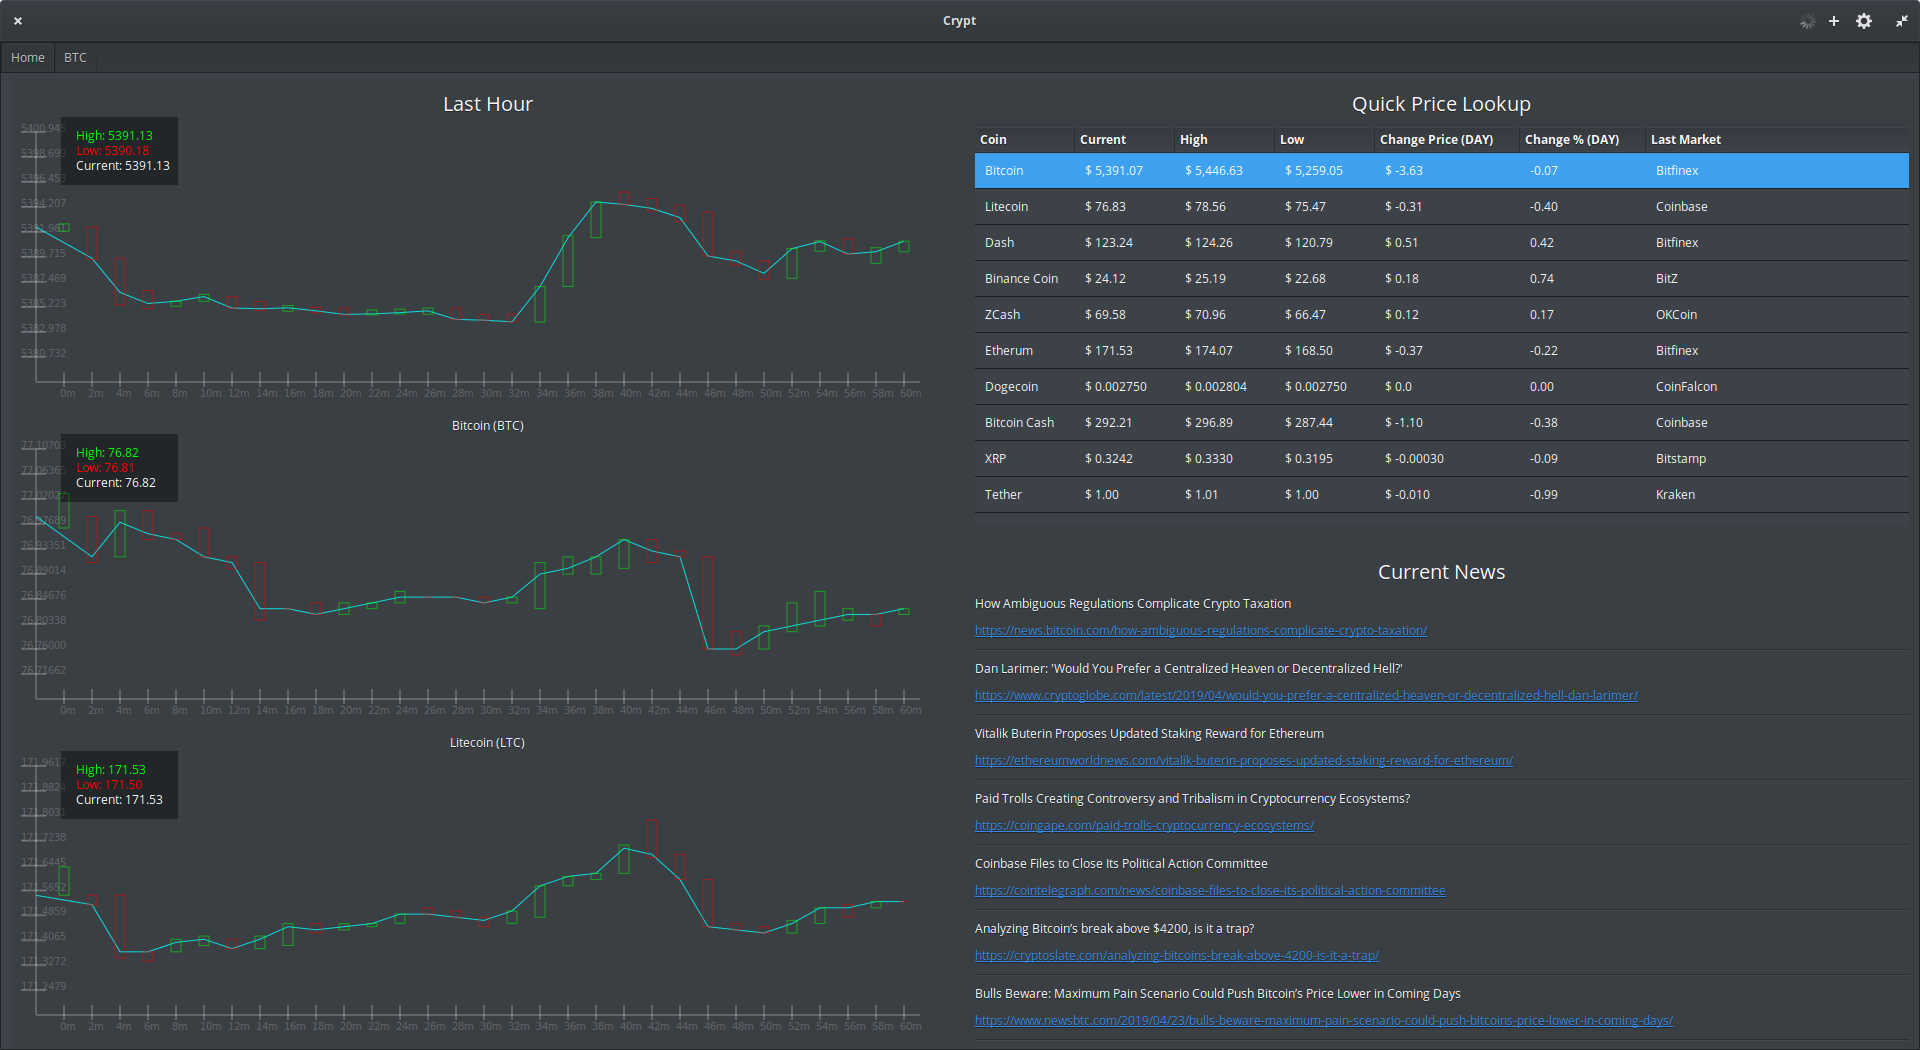 Crypt
Home BTC
Last Hour
High: 5391.13
Low: 5390.18
Current: 5391.13
5400.945
5398.699
5396.453
5394.207
5391.961
5389.715
5387.469
5385.223
5382.978
5380.732
0m 2m 4m 6m 8m 10m 12m 14m 16m 18m 20m 22m 24m 26m 28m 30m 32m 34m 36m 38m 40m 42m 44m 46m 48m 50m 52m 54m 56m 58m 60m
Bitcoin (BTC)
High: 76.82
Low: 76.81
Current: 76.82
77.10703
77.06365
77.02027
76.97689
76.93351
76.89014
76.84676
76.80338
76.76000
76.71662
0m 2m 4m 6m 8m 10m 12m 14m 16m 18m 20m 22m 24m 26m 28m 30m 32m 34m 36m 38m 40m 42m 44m 46m 48m 50m 52m 54m 56m 58m 60m
Litecoin (LTC)
High: 171.53
Low: 171.50
Current: 171.53
171.9617
171.8824
171.8031
171.7238
171.6445
171.5652
171.4859
171.4065
171.3272
171.2479
0m 2m 4m 6m 8m 10m 12m 14m 16m 18m 20m 22m 24m 26m 28m 30m 32m 34m 36m 38m 40m 42m 44m 46m 48m 50m 52m 54m 56m 58m 60m
Quick Price Lookup
Coin Current High Low Change Price (DAY) Change % (DAY) Last Market
Bitcoin $ 5,391.07 $ 5,446.63 $ 5,259.05 $ -3.63 -0.07 Bitfinex
Litecoin $ 76.83 $ 78.56 $ 75.47 $ -0.31 -0.40 Coinbase
Dash $ 123.24 $ 124.26 $ 120.79 $ 0.51 0.42 Bitfinex
Binance Coin $ 24.12 $ 25.19 $ 22.68 $ 0.18 0.74 BitZ
ZCash $ 69.58 $ 70.96 $ 66.47 $ 0.12 0.17 OKCoin
Etherum $ 171.53 $ 174.07 $ 168.50 $ -0.37 -0.22 Bitfinex
Dogecoin $ 0.002750 $ 0.002804 $ 0.002750 $ 0.0 0.00 CoinFalcon
Bitcoin Cash $ 292.21 $ 296.89 $ 287.44 $ -1.10 -0.38 Coinbase
XRP $ 0.3242 $ 0.3330 $ 0.3195 $ -0.00030 -0.09 Bitstamp
Tether $ 1.00 $ 1.01 $ 1.00 $ -0.010 -0.99 Kraken
Current News
How Ambiguous Regulations Complicate Crypto Taxation
https://news.bitcoin.com/how-ambiguous-regulations-complicate-crypto-taxation/
Dan Larimer: 'Would You Prefer a Centralized Heaven or Decentralized Hell?'
https://www.cryptoglobe.com/latest/2019/04/would-you-prefer-a-centralized-heaven-or-decentralized-hell-dan-larimer/
Vitalik Buterin Proposes Updated Staking Reward for Ethereum
https://ethereumworldnews.com/vitalik-buterin-proposes-updated-staking-reward-for-ethereum/
Paid Trolls Creating Controversy and Tribalism in Cryptocurrency Ecosystems?
https://coingape.com/paid-trolls-cryptocurrency-ecosystems/
Coinbase Files to Close Its Political Action Committee
https://cointelegraph.com/news/coinbase-files-to-close-its-political-action-committee
Analyzing Bitcoin’s break above $4200, is it a trap?
https://cryptoslate.com/analyzing-bitcoins-break-above-4200-is-it-a-trap/
Bulls Beware: Maximum Pain Scenario Could Push Bitcoin’s Price Lower in Coming Days
https://www.newsbtc.com/2019/04/23/bulls-beware-maximum-pain-scenario-could-push-bitcoins-price-lower-in-coming-days/